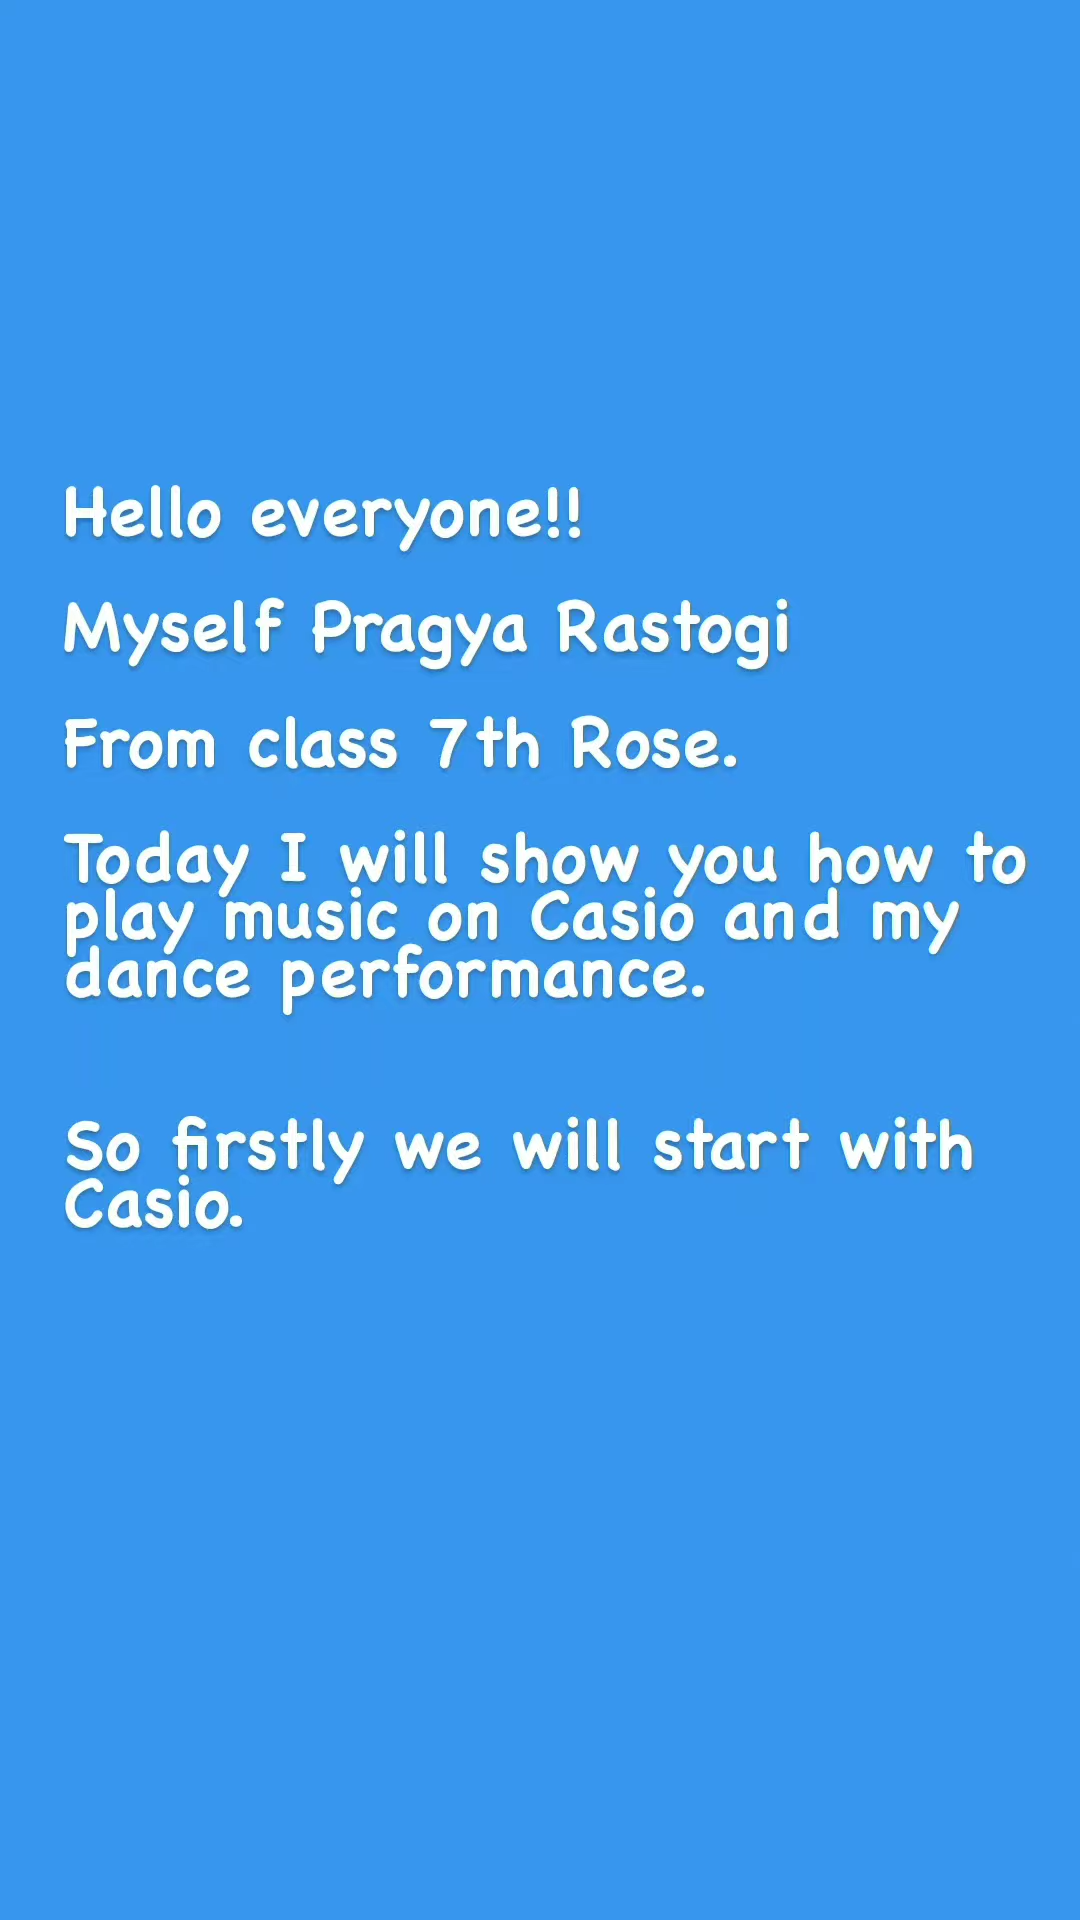 Hello everyone!!
Myself Pragya Rastogi
From class 7th Rose.
Today I will show you how to
play music on Casio and my
dance performance.
So firstly we will start with
Casio.